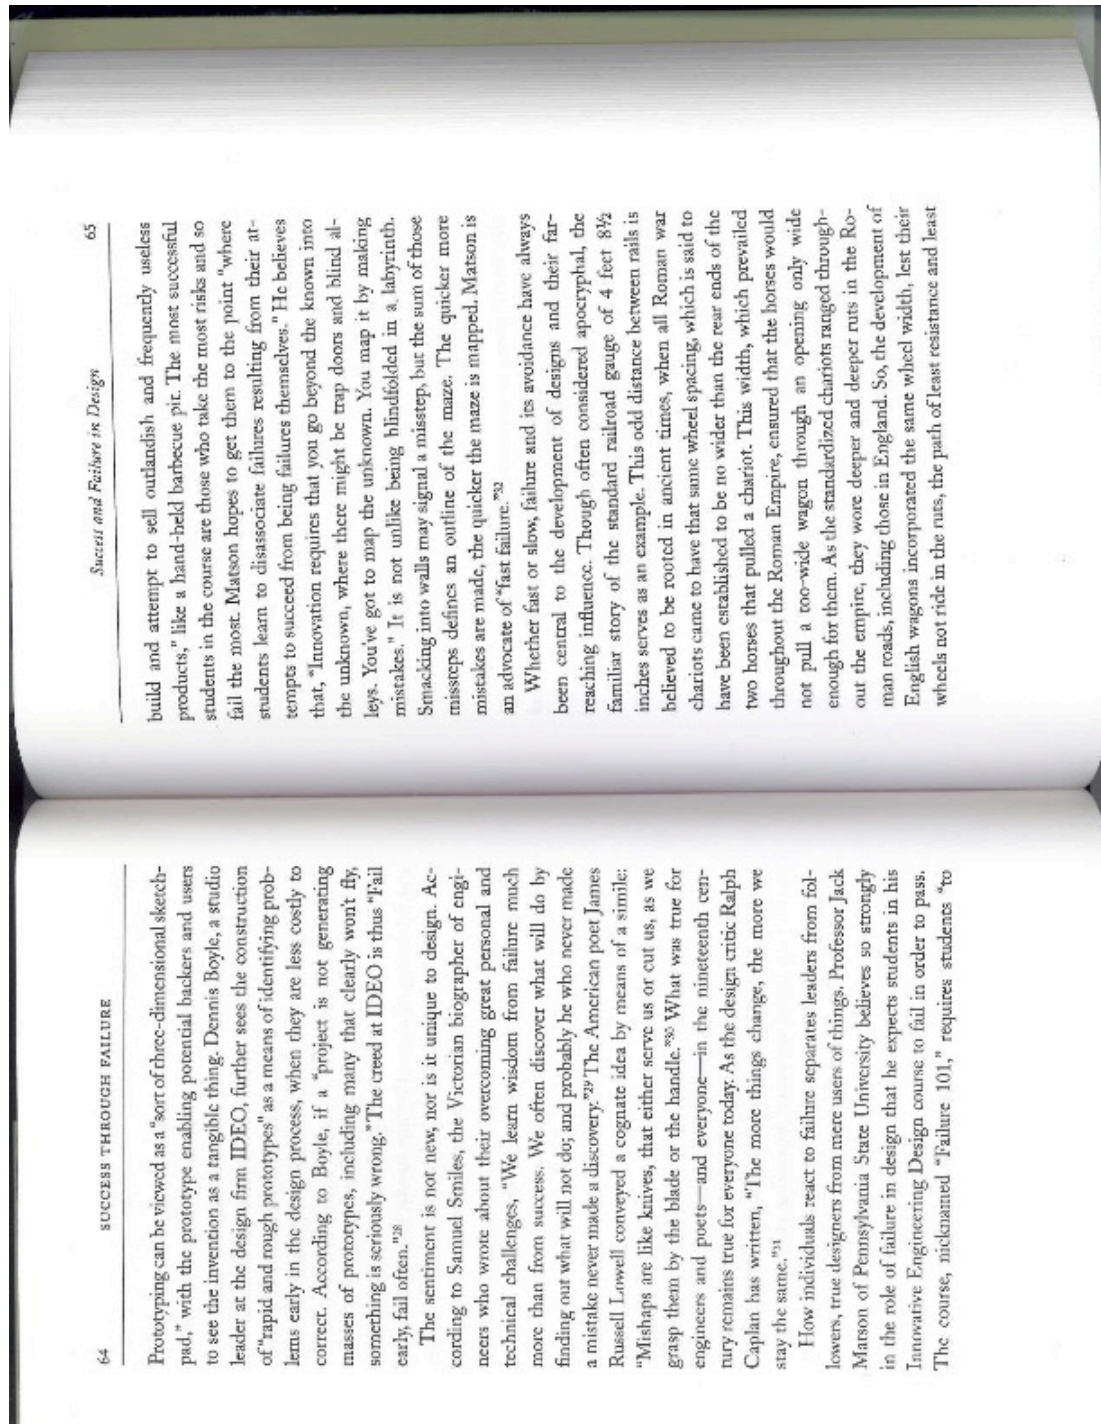 64 SUCCESS THROUGH FAILURE
Prototyping can be viewed as a "sort of three-dimensional sketch-
pad," with the prototype enabling potential backers and users
to see the invention as a tangible thing. Dennis Boyle, a studio
leader at the design firm IDEO, further sees the construction
of "rapid and rough prototypes" as a means of identifying prob-
lems early in the design process, when they are less costly to
correct. According to Boyle, if a "project is not generating
masses of prototypes, including many that clearly won't fly,
something is seriously wrong." The creed at IDEO is thus "Fail
early, fail often."28
The sentiment is not new, nor is it unique to design. Ac-
cording to Samuel Smiles, the Victorian biographer of engi-
neers who wrote about their overcoming great personal and
technical challenges, "We learn wisdom from failure much
more than from success. We often discover what will do by
finding out what will not do; and probably he who never made
a mistake never made a discovery."29 The American poet James
Russell Lowell conveyed a cognate idea by means of a simile:
"Mishaps are like knives, that either serve us or cut us, as we
grasp them by the blade or the handle."30 What was true for
engineers and poets—and everyone—in the nineteenth cen-
tury remains true for everyone today. As the design critic Ralph
Caplan has written, "The more things change, the more we
stay the same."31
How individuals react to failure separates leaders from fol-
lowers, true designers from mere users of things. Professor Jack
Matson of Pennsylvania State University believes so strongly
in the role of failure in design that he expects students in his
Innovative Engineering Design course to fail in order to pass.
The course, nicknamed "Failure 101," requires students "to
Success and Failure in Design 65
build and attempt to sell outlandish and frequently useless
products," like a hand-held barbecue pit. The most successful
students in the course are those who take the most risks and so
fail the most. Matson hopes to get them to the point "where
students learn to disassociate failures resulting from their at-
tempts to succeed from being failures themselves." He believes
that, "Innovation requires that you go beyond the known into
the unknown, where there might be trap doors and blind al-
leys. You've got to map the unknown. You map it by making
mistakes." It is not unlike being blindfolded in a labyrinth.
Smacking into walls may signal a misstep, but the sum of those
missteps defines an outline of the maze. The quicker more
mistakes are made, the quicker the maze is mapped. Matson is
an advocate of "fast failure."32
Whether fast or slow, failure and its avoidance have always
been central to the development of designs and their far-
reaching influence. Though often considered apocryphal, the
familiar story of the standard railroad gauge of 4 feet 8½
inches serves as an example. This odd distance between rails is
believed to be rooted in ancient times, when all Roman war
chariots came to have that same wheel spacing, which is said to
have been established to be no wider than the rear ends of the
two horses that pulled a chariot. This width, which prevailed
throughout the Roman Empire, ensured that the horses would
not pull a too-wide wagon through an opening only wide
enough for them. As the standardized chariots ranged through-
out the empire, they wore deeper and deeper ruts in the Ro-
man roads, including those in England. So, the development of
English wagons incorporated the same wheel width, lest their
wheels not ride in the ruts, the path of least resistance and least